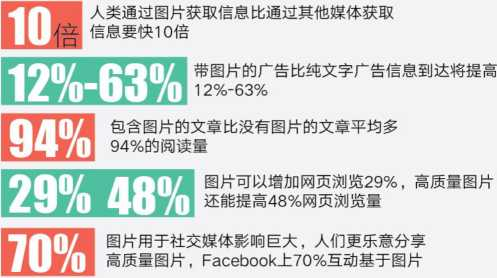 10倍
人类通过图片获取信息比通过其他媒体获取
信息要快10倍
12%-63%
带图片的广告比纯文字广告信息到达将提高
12%-63%
94%
包含图片的文章比没有图片的文章平均多
94%的阅读量
29% 48%
图片可以增加网页浏览29%，高质量图片
还能提高48%网页浏览量
70%
图片用于社交媒体影响巨大，人们更乐意分享
高质量图片，Facebook上70%互动基于图片